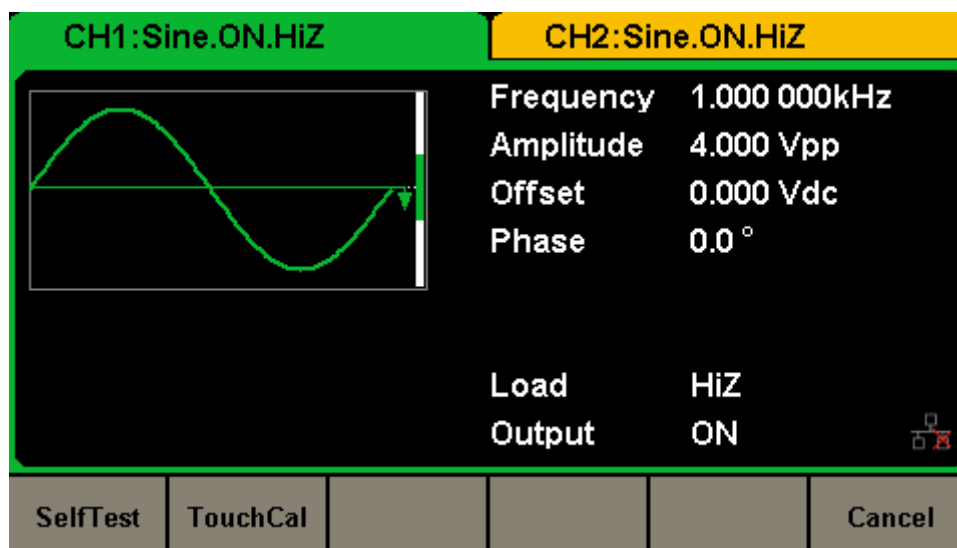 CH1:Sine.ON.HiZ CH2:Sine.ON.HiZ
Frequency 1.000 000kHz
Amplitude 4.000 Vpp
Offset 0.000 Vdc
Phase 0.0 °
Load HiZ
Output ON
SelfTest TouchCal Cancel